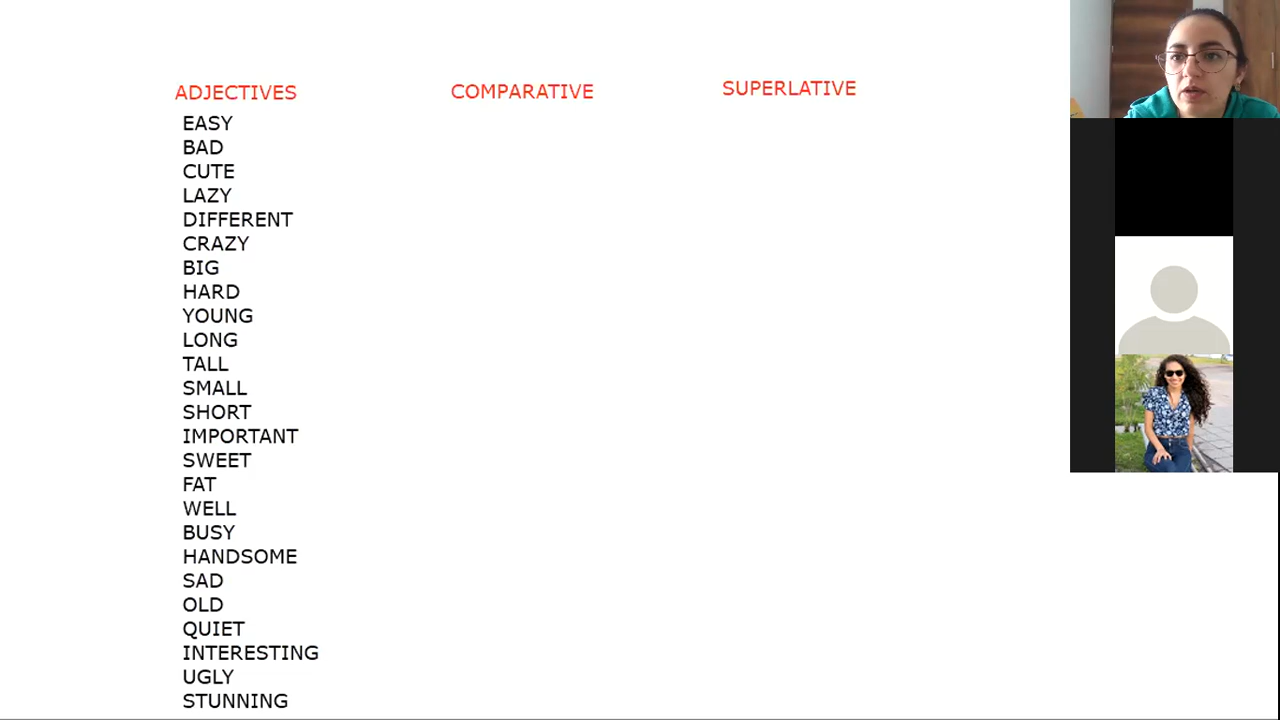 ADJECTIVES COMPARATIVE SUPERLATIVE
EASY
BAD
CUTE
LAZY
DIFFERENT
CRAZY
BIG
HARD
YOUNG
LONG
TALL
SMALL
SHORT
IMPORTANT
SWEET
FAT
WELL
BUSY
HANDSOME
SAD
OLD
QUIET
INTERESTING
UGLY
STUNNING